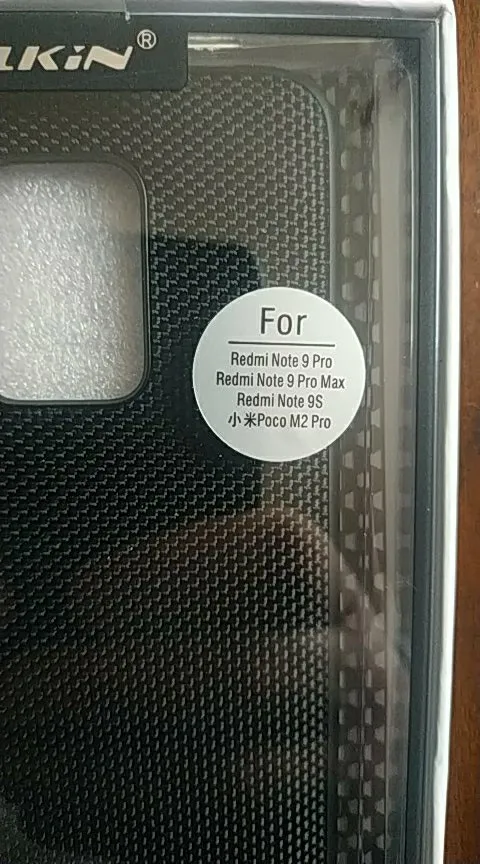 LKiN®
For
Redmi Note 9 Pro
Redmi Note 9 Pro Max
Redmi Note 9S
小米Poco M2 Pro